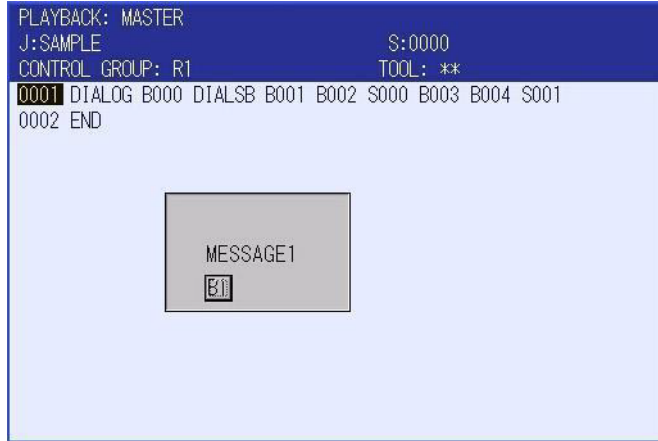 PLAYBACK: MASTER
J:SAMPLE S:0000
CONTROL GROUP: R1 TOOL: **
0001 DIALOG B000 DIALSB B001 B002 S000 B003 B004 S001
0002 END
MESSAGE1
B1